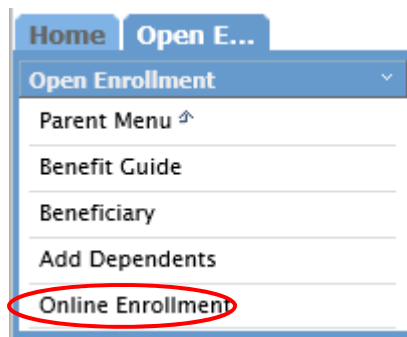 Home Open E...
Open Enrollment
Parent Menu
Benefit Guide
Beneficiary
Add Dependents
Online Enrollment